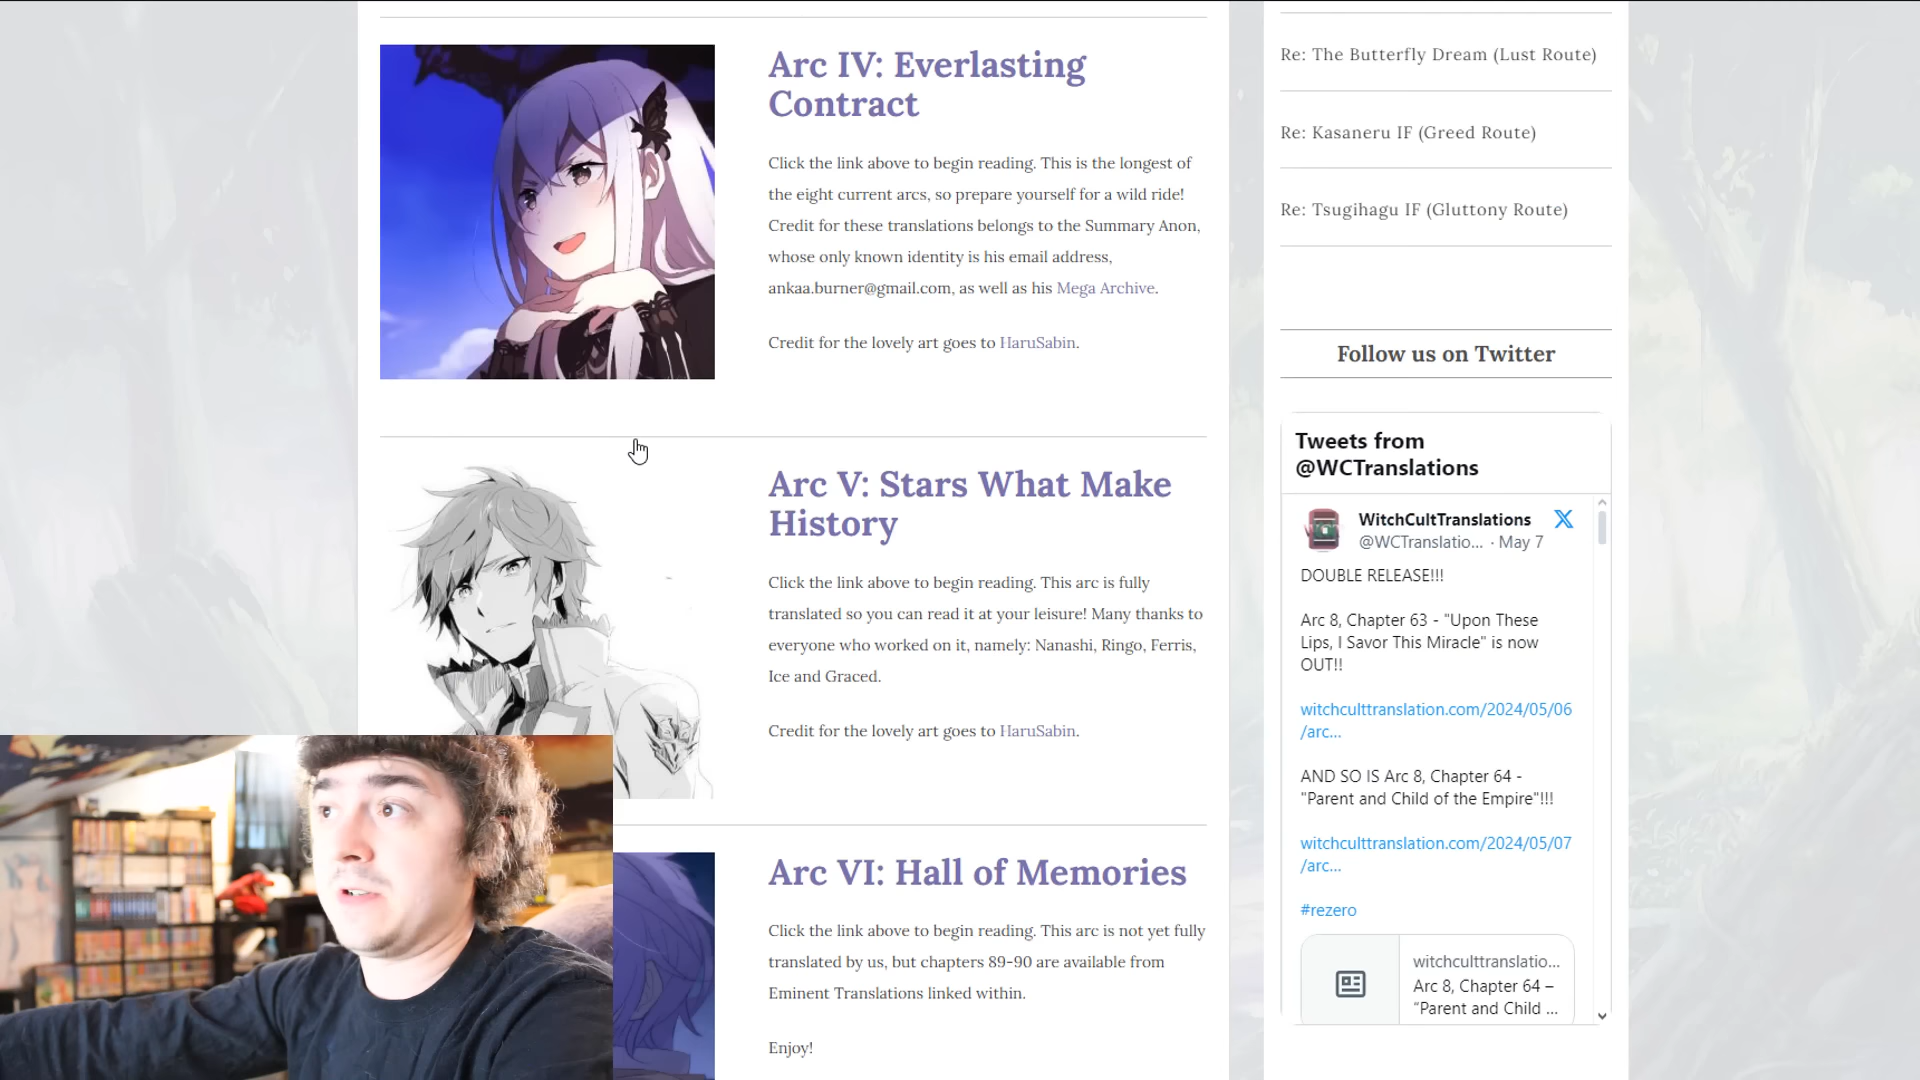 Arc IV: Everlasting
Contract
Click the link above to begin reading. This is the longest of
the eight current arcs, so prepare yourself for a wild ride!
Credit for these translations belongs to the Summary Anon,
whose only known identity is his email address,
ankaa.burner@gmail.com, as well as his Mega Archive.
Credit for the lovely art goes to HaruSabin.
Arc V: Stars What Make
History
Click the link above to begin reading. This arc is fully
translated so you can read it at your leisure! Many thanks to
everyone who worked on it, namely: Nanashi, Ringo, Ferris,
Ice and Graced.
Credit for the lovely art goes to HaruSabin.
Arc VI: Hall of Memories
Click the link above to begin reading. This arc is not yet fully
translated by us, but chapters 89-90 are available from
Eminent Translations linked within.
Enjoy!
Re: The Butterfly Dream (Lust Route)
Re: Kasaneru IF (Greed Route)
Re: Tsugihagu IF (Gluttony Route)
Follow us on Twitter
Tweets from
@WCTranslations
WitchCultTranslations
@WCTranslatio... · May 7
DOUBLE RELEASE!!!
Arc 8, Chapter 63 - "Upon These
Lips, I Savor This Miracle" is now
OUT!!
witchculttranslation.com/2024/05/06
/arc...
AND SO IS Arc 8, Chapter 64 -
"Parent and Child of the Empire"!!!
witchculttranslation.com/2024/05/07
/arc...
#rezero
witchculttranslatio...
Arc 8, Chapter 64 –
“Parent and Child ...